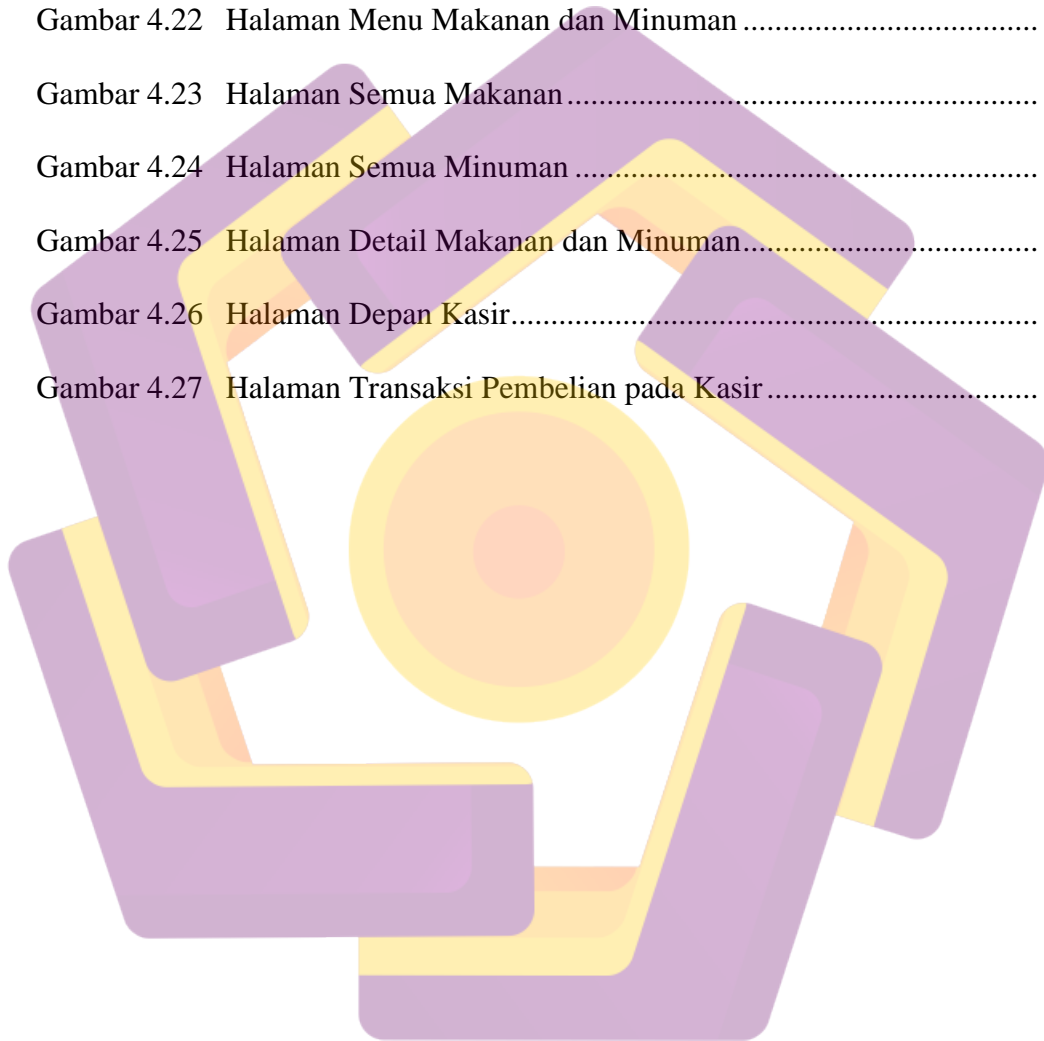 Gambar 4.22 Halaman Menu Makanan dan Minuman ....................................
Gambar 4.23 Halaman Semua Makanan .........................................................
Gambar 4.24 Halaman Semua Minuman ........................................................
Gambar 4.25 Halaman Detail Makanan dan Minuman ....................................
Gambar 4.26 Halaman Depan Kasir ................................................................
Gambar 4.27 Halaman Transaksi Pembelian pada Kasir .................................